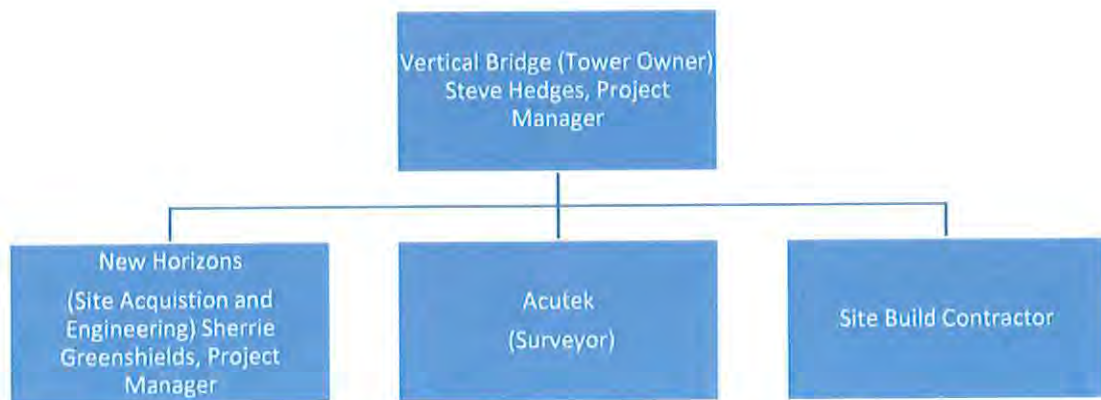 Vertical Bridge (Tower Owner)
Steve Hedges, Project
Manager
New Horizons
(Site Acquistion and
Engineering) Sherrie
Greenshields, Project
Manager
Acutek
(Surveyor)
Site Build Contractor